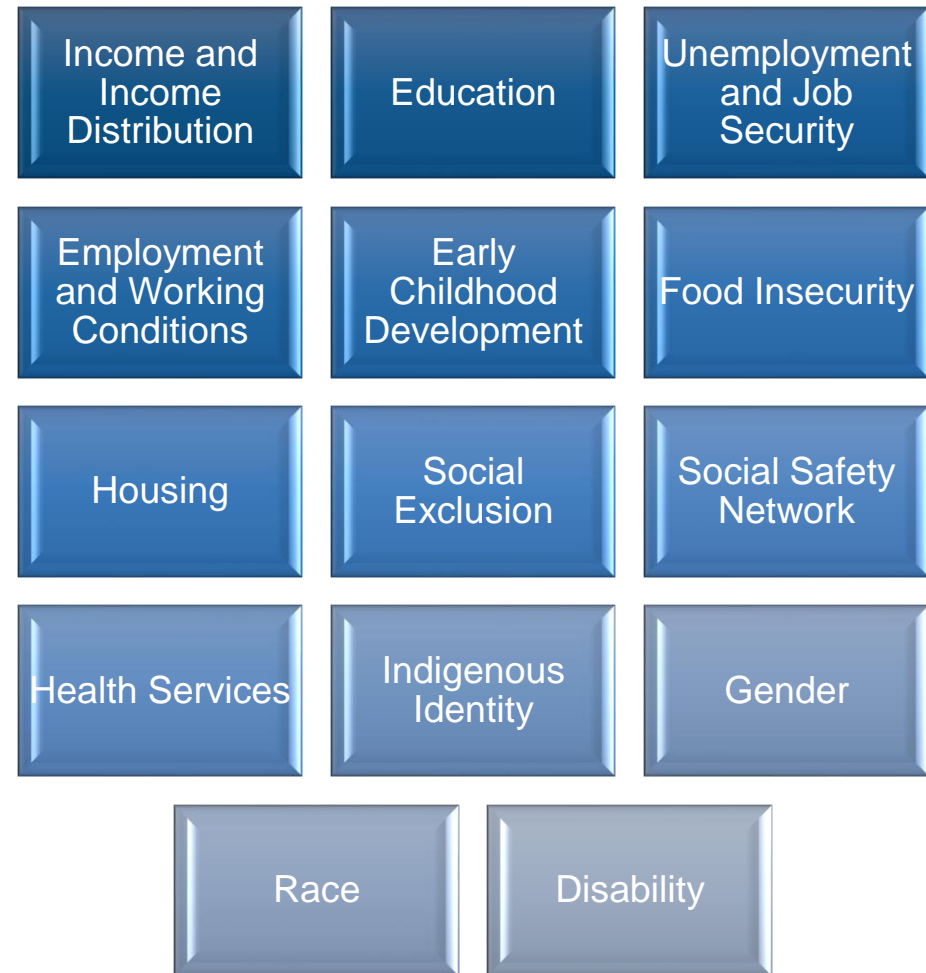 Income and
Income
Distribution
Education
Unemployment
and Job
Security
Employment
and Working
Conditions
Early
Childhood
Development
Food Insecurity
Housing
Social
Exclusion
Social Safety
Network
Health Services
Indigenous
Identity
Gender
Race
Disability